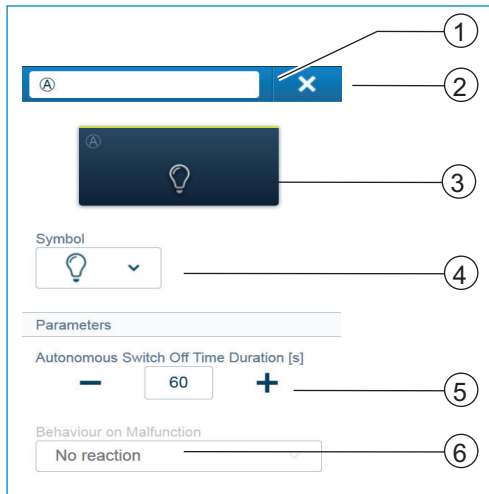 ①
Ⓐ
②
Ⓐ
③
Symbol
④
Parameters
Autonomous Switch Off Time Duration [s]
60
⑤
Behaviour on Malfunction
No reaction
⑥